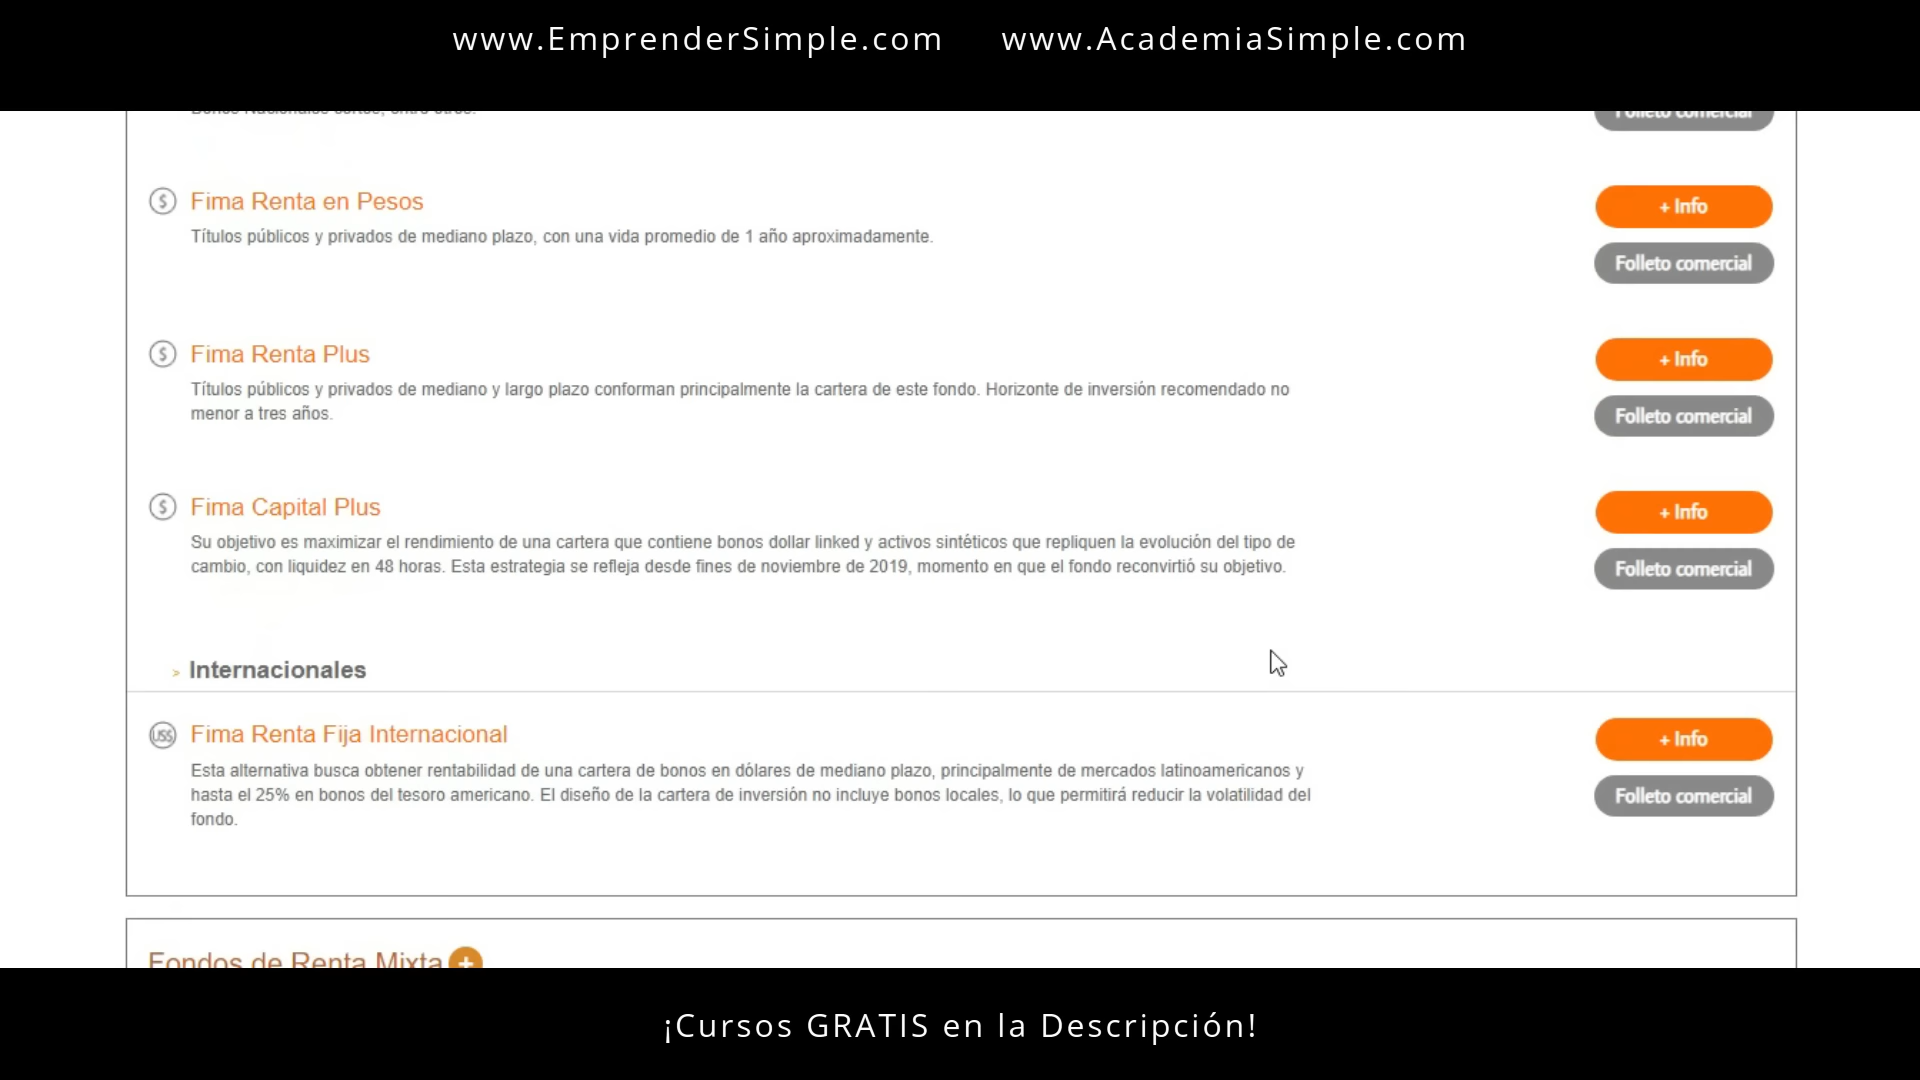 www.EmprenderSimple.com www.AcademiaSimple.com
Folleto comercial
$ Fima Renta en Pesos
+ Info
Títulos públicos y privados de mediano plazo, con una vida promedio de 1 año aproximadamente.
Folleto comercial
$ Fima Renta Plus
+ Info
Títulos públicos y privados de mediano y largo plazo conforman principalmente la cartera de este fondo. Horizonte de inversión recomendado no
menor a tres años.
Folleto comercial
$ Fima Capital Plus
+ Info
Su objetivo es maximizar el rendimiento de una cartera que contiene bonos dollar linked y activos sintéticos que repliquen la evolución del tipo de
cambio, con liquidez en 48 horas. Esta estrategia se refleja desde fines de noviembre de 2019, momento en que el fondo reconvirtió su objetivo.
Folleto comercial
> Internacionales
US$ Fima Renta Fija Internacional
+ Info
Esta alternativa busca obtener rentabilidad de una cartera de bonos en dólares de mediano plazo, principalmente de mercados latinoamericanos y
hasta el 25% en bonos del tesoro americano. El diseño de la cartera de inversión no incluye bonos locales, lo que permitirá reducir la volatilidad del
fondo.
Folleto comercial
Fondos de Renta Mixta +
¡Cursos GRATIS en la Descripción!